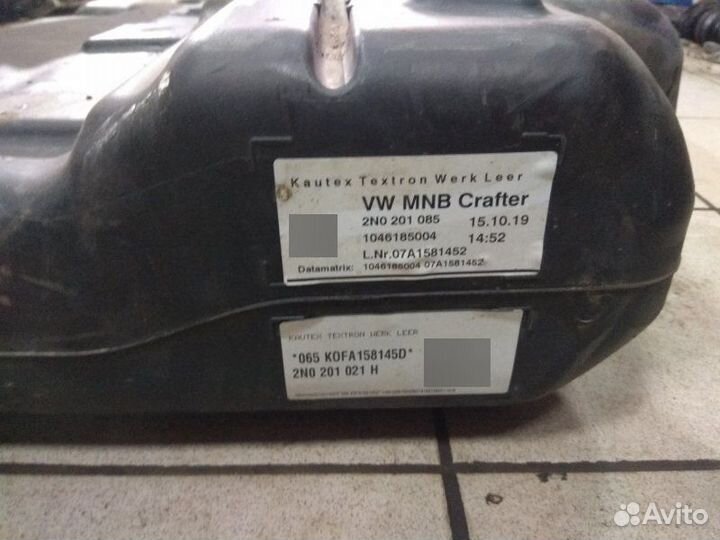 Kautex Textron Werk Leer
VW MNB Crafter
2N0 201 085 15.10.19
1046185004 14:52
L.Nr.07A1581452
Datamatrix: 1046185004 07A1581452
KAUTEX TEXTRON WERK LEER
*065 KOFA158145D*
2N0 201 021 H
Avito